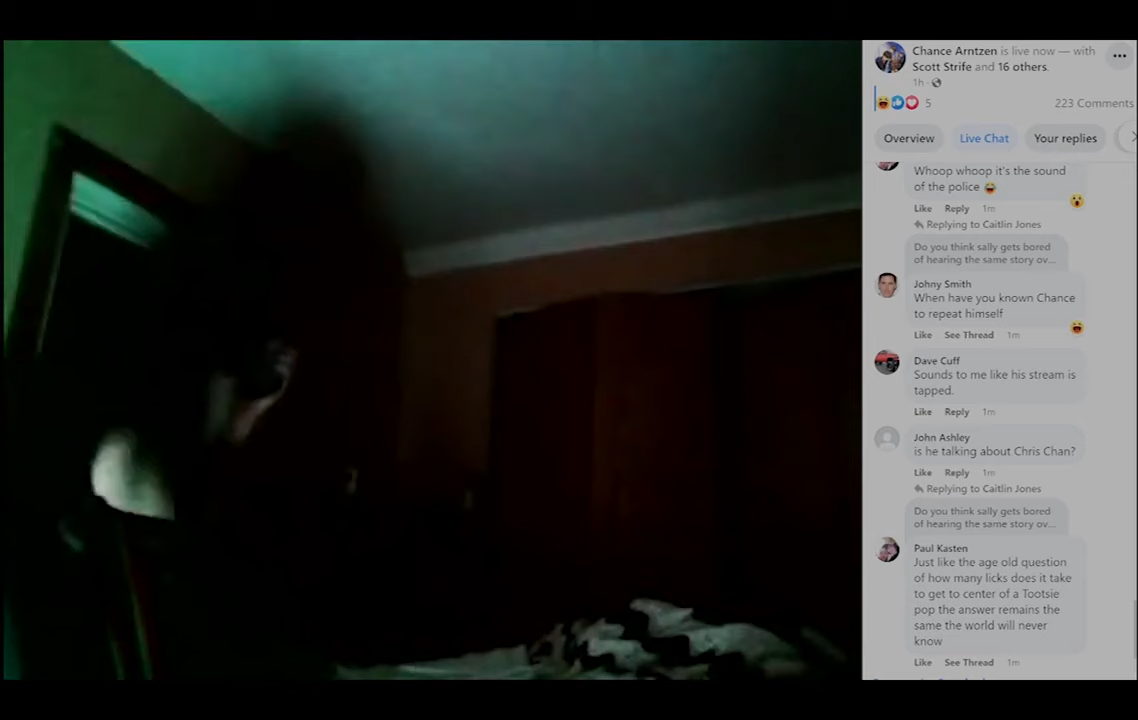 Chance Arntzen is live now — with
Scott Strife and 16 others.
1h
5
223 Comments
Overview
Live Chat
Your replies
Whoop whoop it's the sound
of the police
Like Reply 1m
Replying to Caitlin Jones
Do you think sally gets bored
of hearing the same story ov...
Johny Smith
When have you known Chance
to repeat himself
Like See Thread 1m
Dave Cuff
Sounds to me like his stream is
tapped.
Like Reply 1m
John Ashley
is he talking about Chris Chan?
Like Reply 1m
Replying to Caitlin Jones
Do you think sally gets bored
of hearing the same story ov...
Paul Kasten
Just like the age old question
of how many licks does it take
to get to center of a Tootsie
pop the answer remains the
same the world will never
know
Like See Thread 1m